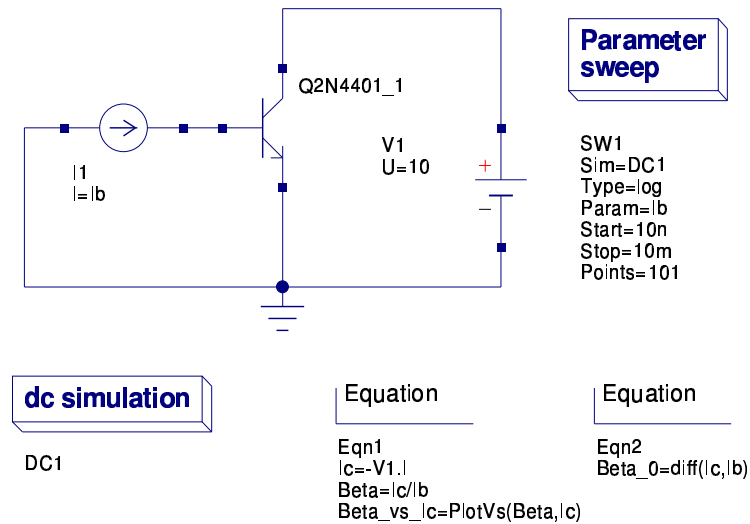 Parameter
sweep
Q2N4401_1
V1
U=10
+
−
I1
I=Ib
SW1
Sim=DC1
Type=log
Param=Ib
Start=10n
Stop=10m
Points=101
dc simulation
DC1
Equation
Eqn1
Ic=-V1.I
Beta=Ic/Ib
Beta_vs_Ic=PlotVs(Beta,Ic)
Equation
Eqn2
Beta_0=diff(Ic,Ib)